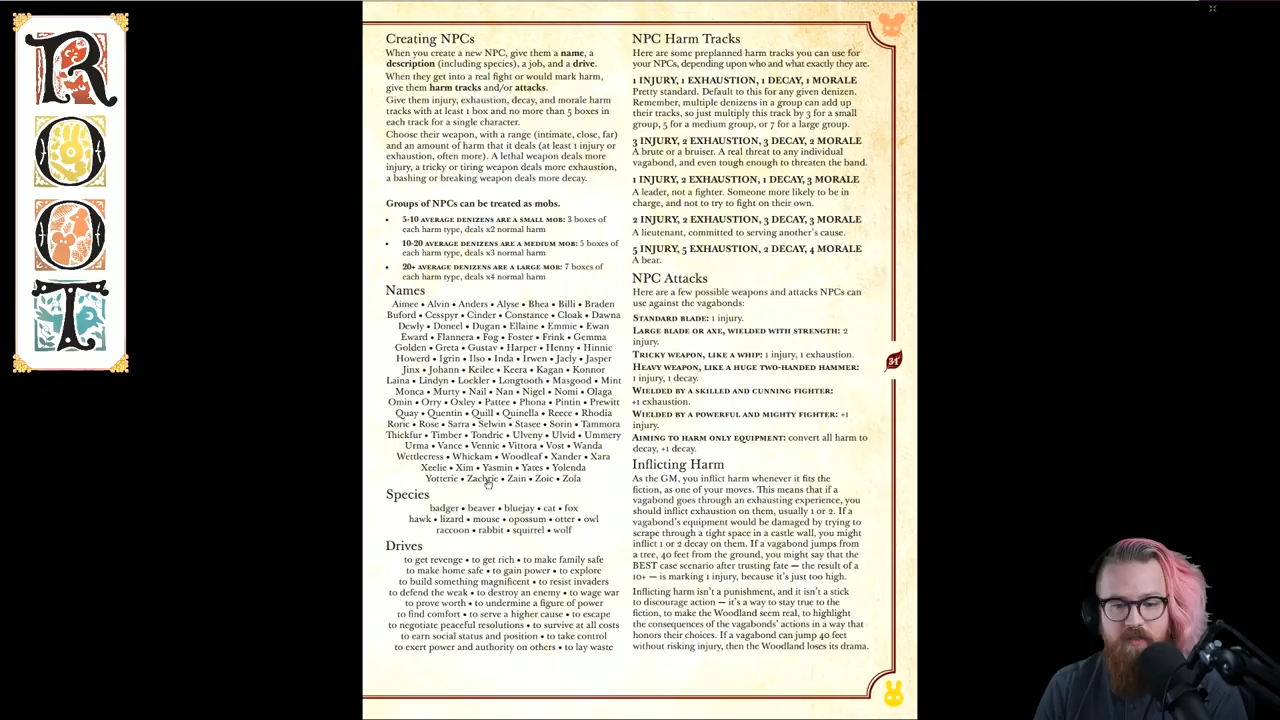 ROOT
Creating NPCs
When you create a new NPC, give them a name, a
description (including species), a job, and a drive.
When they get into a real fight or would mark harm,
give them harm tracks and/or attacks.
Give them injury, exhaustion, decay, and morale harm
tracks with at least 1 box and no more than 5 boxes in
each track for a single character.
Choose their weapon, with a range (intimate, close, far)
and an amount of harm that it deals (at least 1 injury or
exhaustion, often more). A lethal weapon deals more
injury, a tricky or tiring weapon deals more exhaustion,
a bashing or breaking weapon deals more decay.
Groups of NPCs can be treated as mobs.
• 5-10 AVERAGE DENIZENS ARE A SMALL MOB: 3 boxes of
each harm type, deals x2 normal harm
• 10-20 AVERAGE DENIZENS ARE A MEDIUM MOB: 5 boxes of
each harm type, deals x3 normal harm
• 20+ AVERAGE DENIZENS ARE A LARGE MOB: 7 boxes of
each harm type, deals x4 normal harm
Names
Aimee • Alvin • Anders • Alyse • Bhea • Billi • Braden
Buford • Cesspyr • Cinder • Constance • Cloak • Dawna
Dewly • Doneel • Dugan • Ellaine • Emmie • Ewan
Eward • Flannera • Fog • Foster • Frink • Gemma
Golden • Greta • Gustav • Harper • Henny • Hinnic
Howerd • Igrin • Ilso • Inda • Irwen • Jacly • Jasper
Jinx • Johann • Keilee • Keera • Kagan • Konnor
Laina • Lindyn • Lockler • Longtooth • Masgood • Mint
Monca • Murty • Nail • Nan • Nigel • Nomi • Olaga
Omin • Orry • Oxley • Pattee • Phona • Pintin • Prewitt
Quay • Quentin • Quill • Quinella • Reece • Rhodia
Roric • Rose • Sarra • Selwin • Stasee • Sorin • Tammora
Thickfur • Timber • Tondric • Ulveny • Ulvid • Ummery
Urma • Vance • Vennic • Vittora • Vost • Wanda
Wettlecress • Whickam • Woodleaf • Xander • Xara
Xeelie • Xim • Yasmin • Yates • Yolenda
Yotterie • Zachrie • Zain • Zoic • Zola
Species
badger • beaver • bluejay • cat • fox
hawk • lizard • mouse • opossum • otter • owl
raccoon • rabbit • squirrel • wolf
Drives
to get revenge • to get rich • to make family safe
to make home safe • to gain power • to explore
to build something magnificent • to resist invaders
to defend the weak • to destroy an enemy • to wage war
to prove worth • to undermine a figure of power
to find comfort • to serve a higher cause • to escape
to negotiate peaceful resolutions • to survive at all costs
to earn social status and position • to take control
to exert power and authority on others • to lay waste
NPC Harm Tracks
Here are some preplanned harm tracks you can use for
your NPCs, depending upon who and what exactly they are.
1 INJURY, 1 EXHAUSTION, 1 DECAY, 1 MORALE
Pretty standard. Default to this for any given denizen.
Remember, multiple denizens in a group can add up
their tracks, so just multiply this track by 3 for a small
group, 5 for a medium group, or 7 for a large group.
3 INJURY, 2 EXHAUSTION, 3 DECAY, 2 MORALE
A brute or a bruiser. A real threat to any individual
vagabond, and even tough enough to threaten the band.
1 INJURY, 2 EXHAUSTION, 1 DECAY, 3 MORALE
A leader, not a fighter. Someone more likely to be in
charge, and not to try to fight on their own.
2 INJURY, 2 EXHAUSTION, 3 DECAY, 3 MORALE
A lieutenant, committed to serving another's cause.
5 INJURY, 5 EXHAUSTION, 2 DECAY, 4 MORALE
A bear.
NPC Attacks
Here are a few possible weapons and attacks NPCs can
use against the vagabonds:
STANDARD BLADE: 1 injury.
LARGE BLADE OR AXE, WIELDED WITH STRENGTH: 2
injury.
TRICKY WEAPON, LIKE A WHIP: 1 injury, 1 exhaustion.
HEAVY WEAPON, LIKE A HUGE TWO-HANDED HAMMER:
1 injury, 1 decay.
WIELDED BY A SKILLED AND CUNNING FIGHTER:
+1 exhaustion.
WIELDED BY A POWERFUL AND MIGHTY FIGHTER: +1
injury.
AIMING TO HARM ONLY EQUIPMENT: convert all harm to
decay, +1 decay.
Inflicting Harm
As the GM, you inflict harm whenever it fits the
fiction, as one of your moves. This means that if a
vagabond goes through an exhausting experience, you
should inflict exhaustion on them, usually 1 or 2. If a
vagabond's equipment would be damaged by trying to
scrape through a tight space in a castle wall, you might
inflict 1 or 2 decay on them. If a vagabond jumps from
a tree, 40 feet from the ground, you might say that the
BEST case scenario after trusting fate — the result of a
10+ — is marking 1 injury, because it's just too high.
Inflicting harm isn't a punishment, and it isn't a stick
to discourage action — it's a way to stay true to the
fiction, to make the Woodland seem real, to highlight
the consequences of the vagabonds' actions in a way that
honors their choices. If a vagabond can jump 40 feet
without risking injury, then the Woodland loses its drama.
31